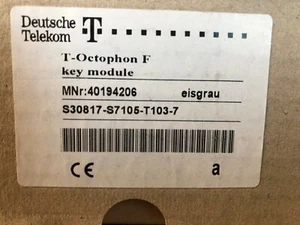 Deutsche
Telekom T
T-Octophon F
key module
MNr:40194206 eisgrau
S30817-S7105-T103-7
CE a